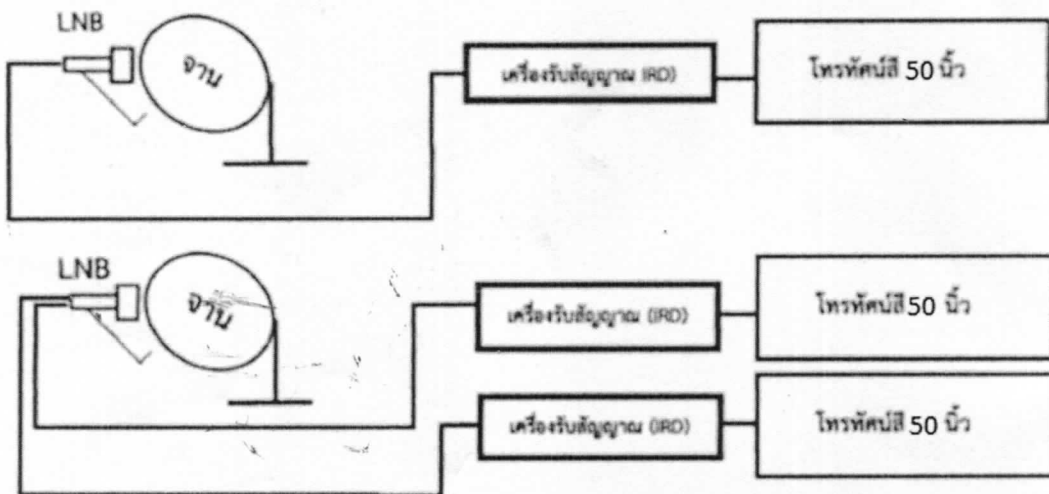 LNB
จาน
เครื่องรับสัญญาณ IRD)
โทรทัศน์สี 50 นิ้ว
LNB
จาน
เครื่องรับสัญญาณ (IRD)
โทรทัศน์สี 50 นิ้ว
เครื่องรับสัญญาณ (IRD)
โทรทัศน์สี 50 นิ้ว